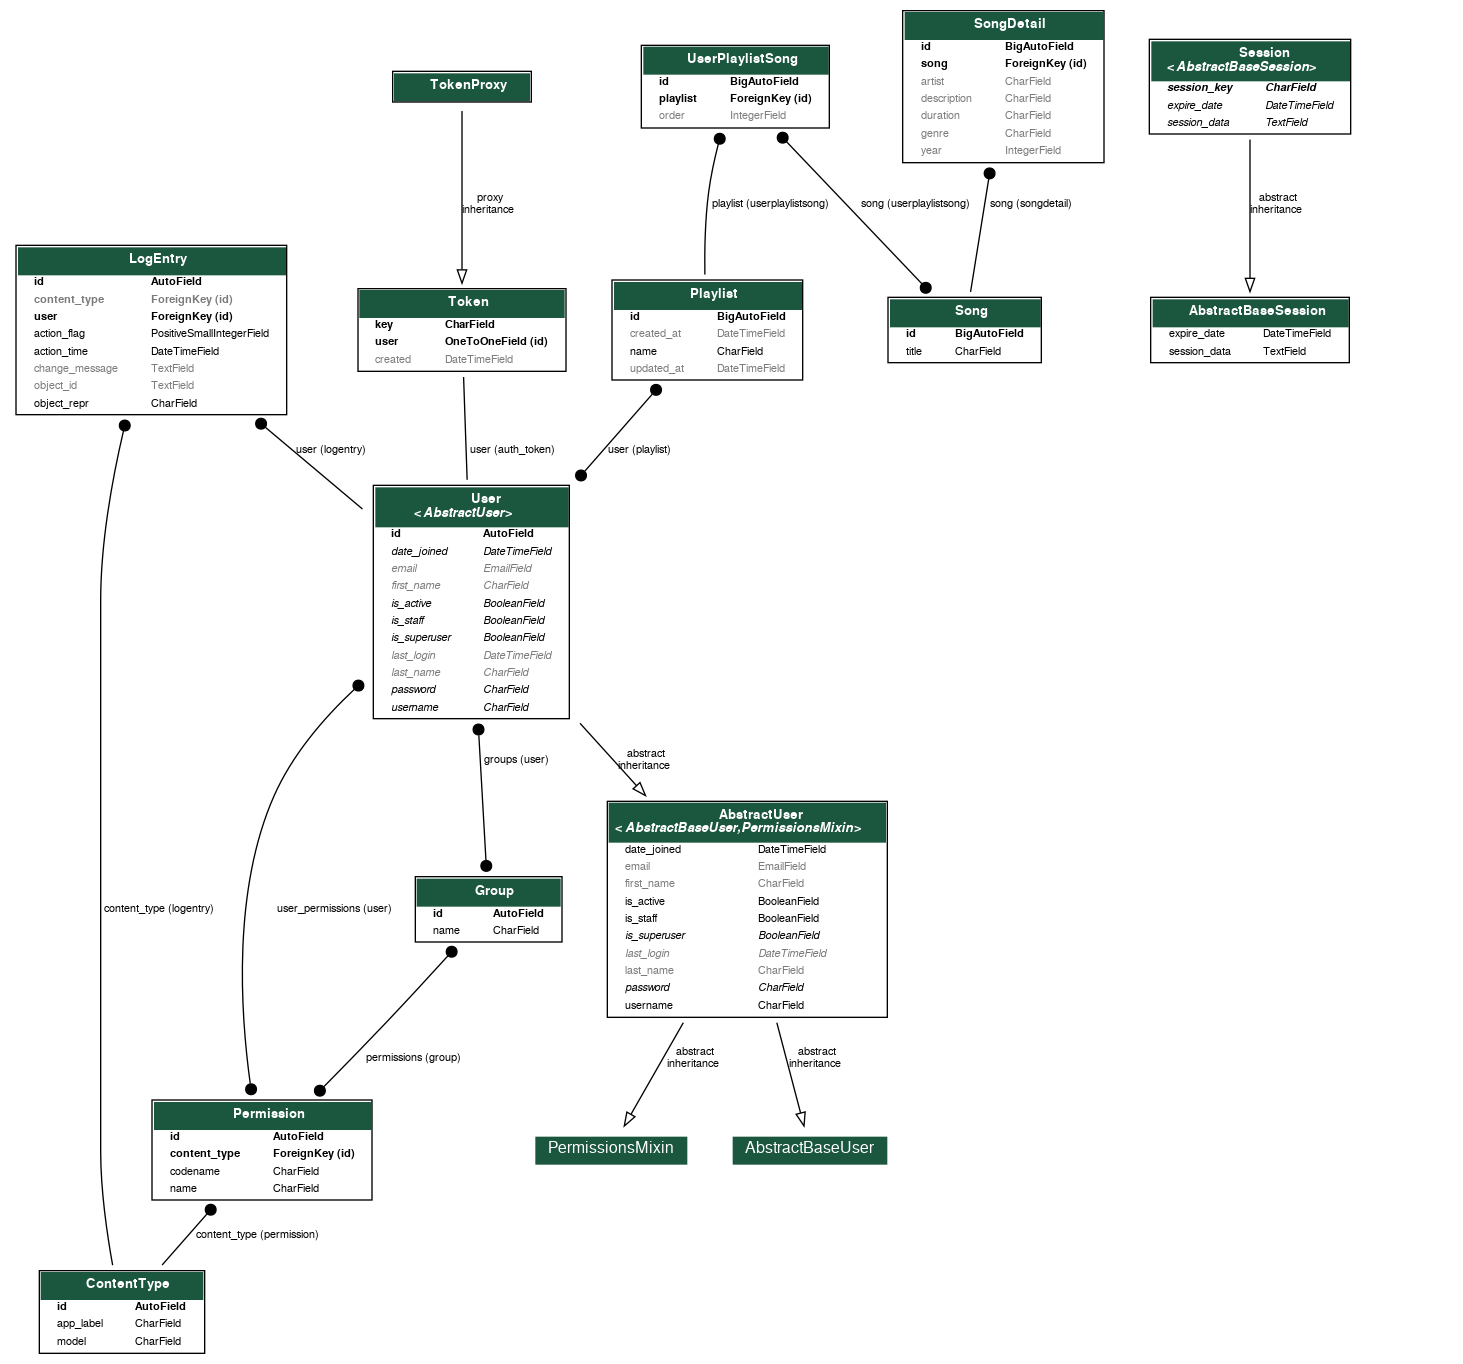 SongDetail
id BigAutoField
song ForeignKey (id)
artist CharField
description CharField
duration CharField
genre CharField
year IntegerField
UserPlaylistSong
id BigAutoField
playlist ForeignKey (id)
order IntegerField
Session
<AbstractBaseSession>
session_key CharField
expire_date DateTimeField
session_data TextField
TokenProxy
proxy
inheritance
playlist (userplaylistsong)
song (userplaylistsong)
song (songdetail)
abstract
inheritance
LogEntry
id AutoField
content_type ForeignKey (id)
user ForeignKey (id)
action_flag PositiveSmallIntegerField
action_time DateTimeField
change_message TextField
object_id TextField
object_repr CharField
Token
key CharField
user OneToOneField (id)
created DateTimeField
Playlist
id BigAutoField
created_at DateTimeField
name CharField
updated_at DateTimeField
Song
id BigAutoField
title CharField
AbstractBaseSession
expire_date DateTimeField
session_data TextField
user (logentry)
user (auth_token)
user (playlist)
User
<AbstractUser>
id AutoField
date_joined DateTimeField
email EmailField
first_name CharField
is_active BooleanField
is_staff BooleanField
is_superuser BooleanField
last_login DateTimeField
last_name CharField
password CharField
username CharField
groups (user)
abstract
inheritance
AbstractUser
<AbstractBaseUser,PermissionsMixin>
date_joined DateTimeField
email EmailField
first_name CharField
is_active BooleanField
is_staff BooleanField
is_superuser BooleanField
last_login DateTimeField
last_name CharField
password CharField
username CharField
content_type (logentry)
user_permissions (user)
Group
id AutoField
name CharField
permissions (group)
abstract
inheritance
abstract
inheritance
Permission
id AutoField
content_type ForeignKey (id)
codename CharField
name CharField
PermissionsMixin
AbstractBaseUser
content_type (permission)
ContentType
id AutoField
app_label CharField
model CharField